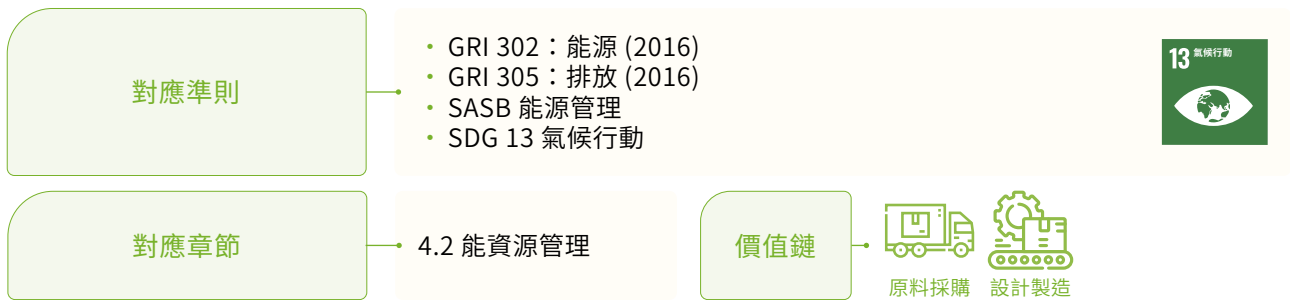 對應準則
・ GRI 302：能源 (2016)
・ GRI 305：排放 (2016)
・ SASB 能源管理
・ SDG 13 氣候行動
13 氣候行動
對應章節
4.2 能資源管理
價值鏈
原料採購
設計製造